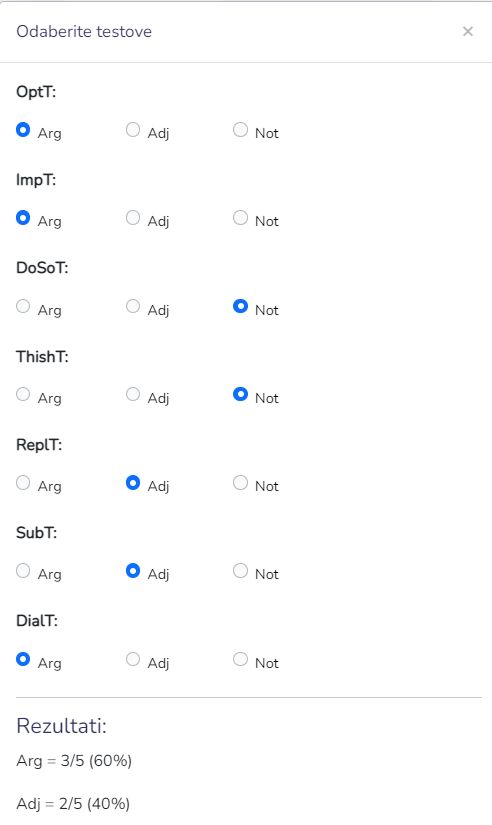 Odaberite testove ×
OptT:
Arg Adj Not
ImpT:
Arg Adj Not
DoSoT:
Arg Adj Not
ThishT:
Arg Adj Not
ReplT:
Arg Adj Not
SubT:
Arg Adj Not
DialT:
Arg Adj Not
Rezultati:
Arg = 3/5 (60%)
Adj = 2/5 (40%)